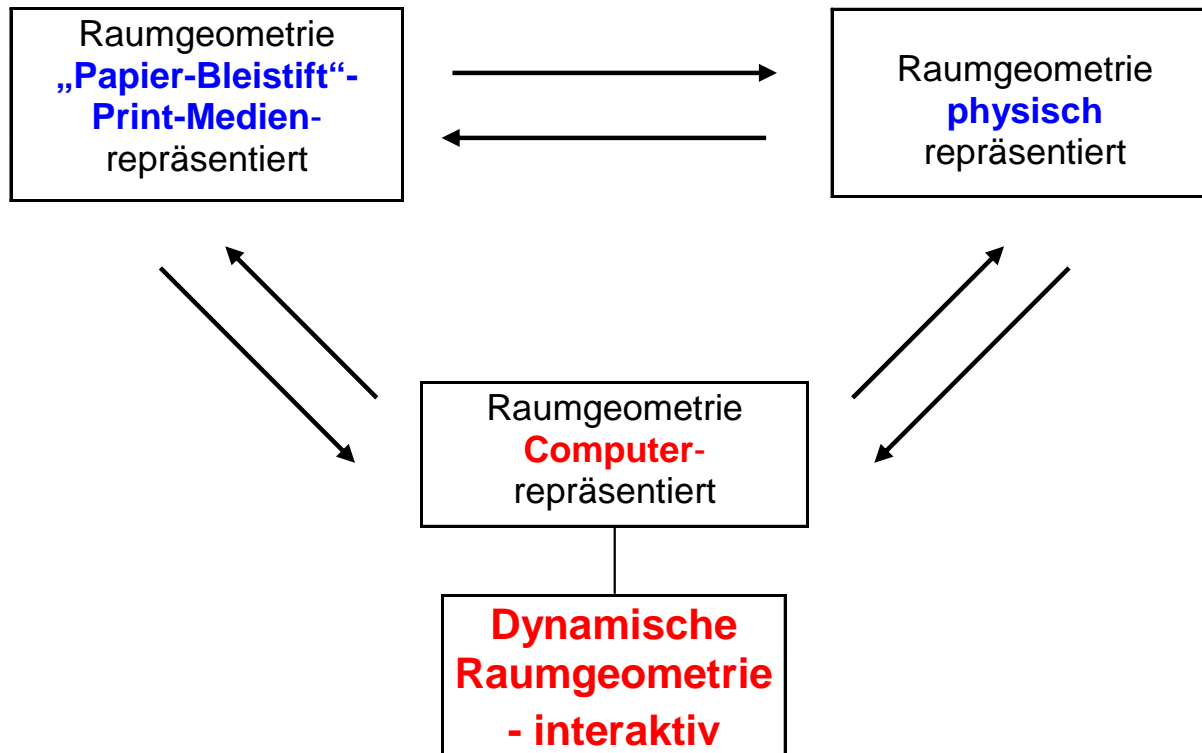 Raumgeometrie
„Papier-Bleistift“-
Print-Medien-
repräsentiert
Raumgeometrie
physisch
repräsentiert
Raumgeometrie
Computer-
repräsentiert
Dynamische
Raumgeometrie
- interaktiv